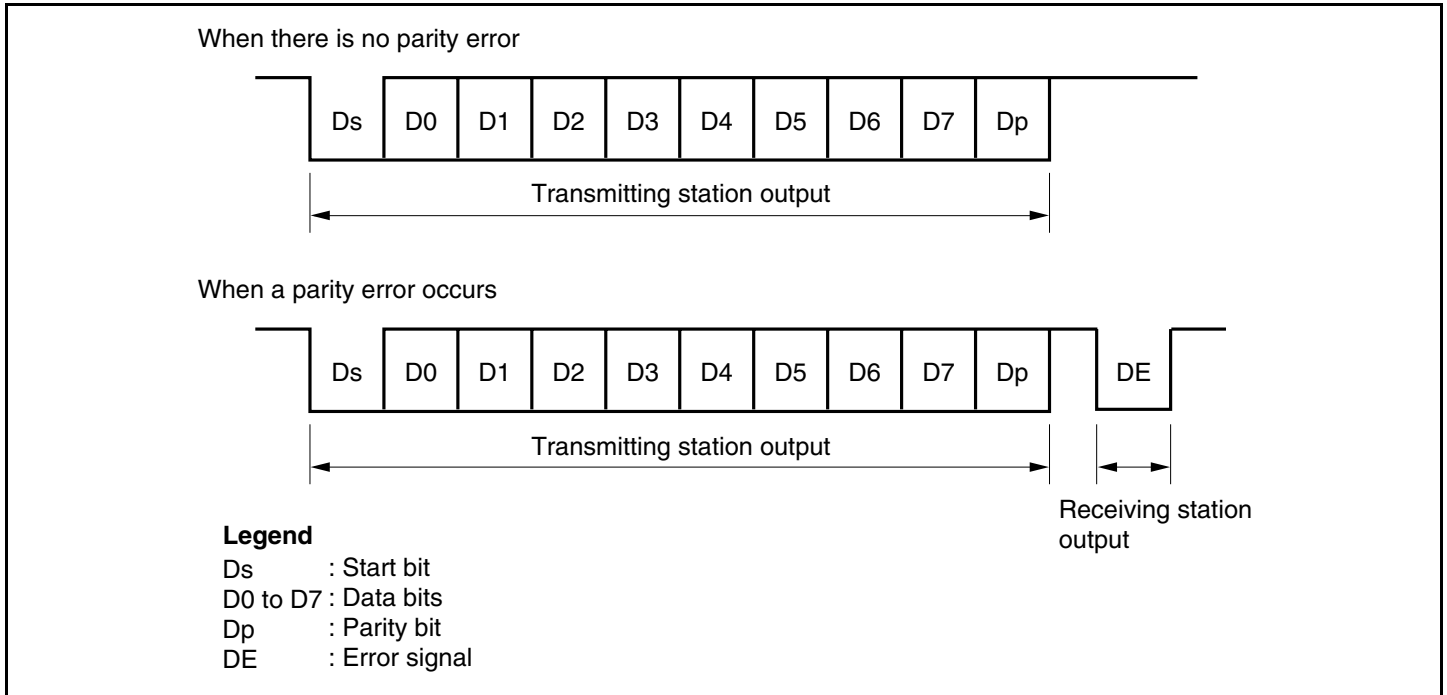 When there is no parity error
Ds D0 D1 D2 D3 D4 D5 D6 D7 Dp
Transmitting station output
When a parity error occurs
Ds D0 D1 D2 D3 D4 D5 D6 D7 Dp DE
Transmitting station output
Receiving station
output
Legend
Ds : Start bit
D0 to D7 : Data bits
Dp : Parity bit
DE : Error signal